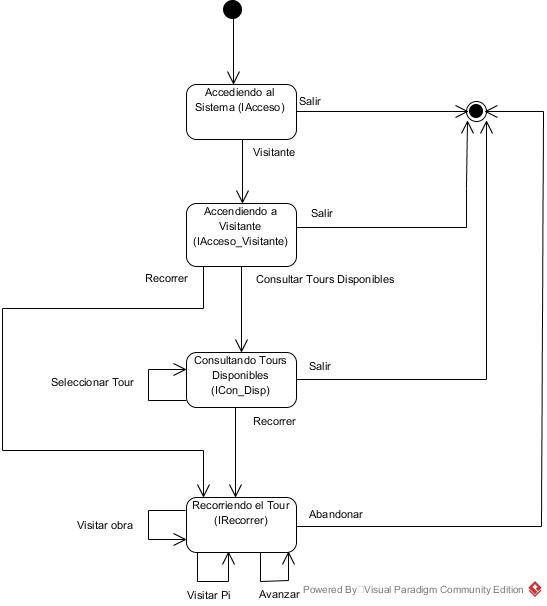 Accediendo al
Sistema (IAcceso)
Salir
Visitante
Accendiendo a
Visitante
(IAcceso_Visitante)
Salir
Recorrer
Consultar Tours Disponibles
Consultando Tours
Disponibles
(ICon_Disp)
Salir
Seleccionar Tour
Recorrer
Recorriendo el Tour
(IRecorrer)
Abandonar
Visitar obra
Visitar Pi
Avanzar
Powered By Visual Paradigm Community Edition